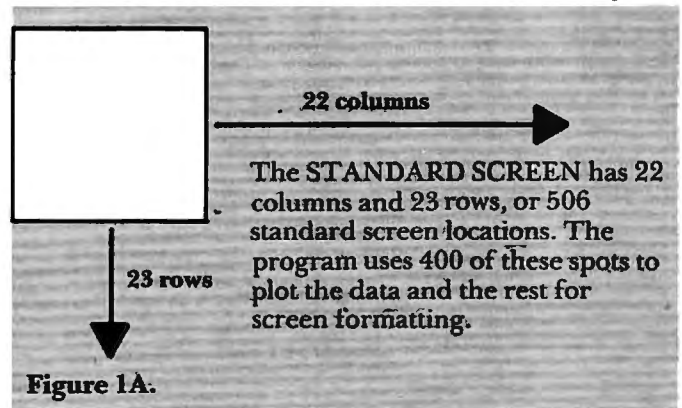 22 columns
The STANDARD SCREEN has 22
columns and 23 rows, or 506
standard screen locations. The
program uses 400 of these spots to
plot the data and the rest for
screen formatting.
23 rows
Figure 1A.